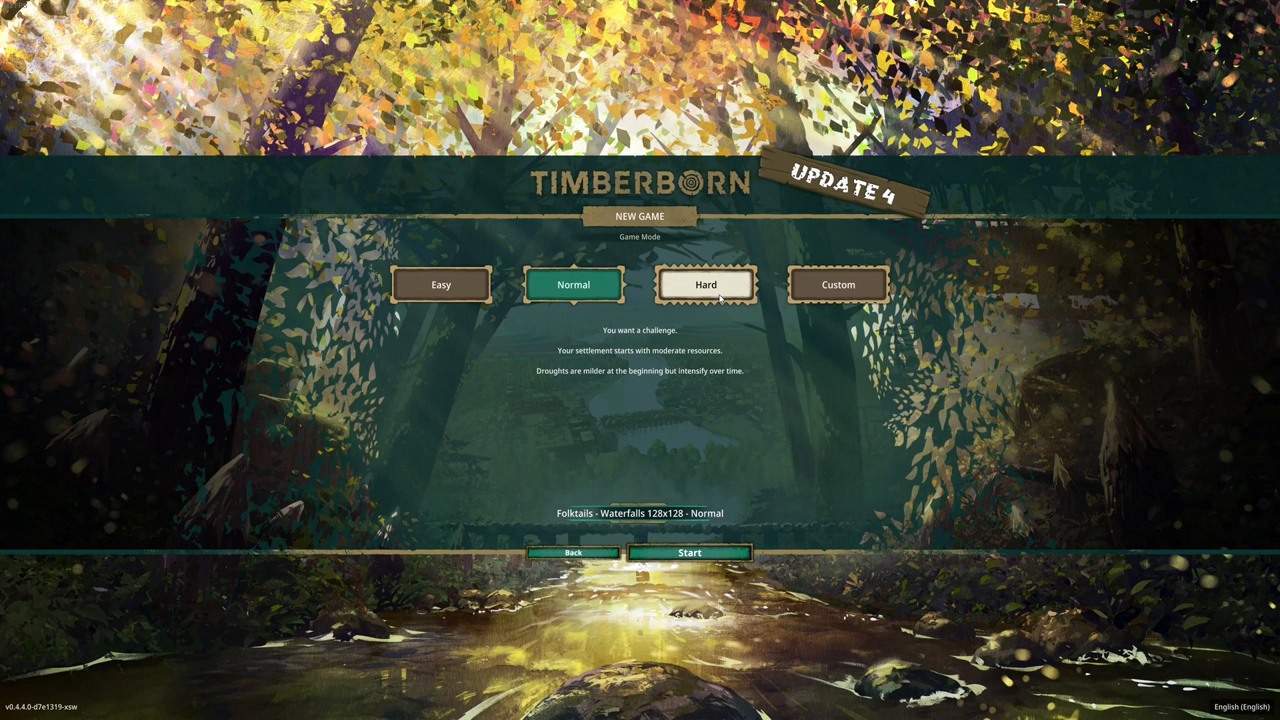 TIMBERBORN
UPDATE 4
NEW GAME
Game Mode
Easy
Normal
Hard
Custom
You want a challenge.
Your settlement starts with moderate resources.
Droughts are milder at the beginning but intensify over time.
Folktails - Waterfalls 128x128 - Normal
Back
Start
v0.4.4.0-d7e1319-xsw
English (English)